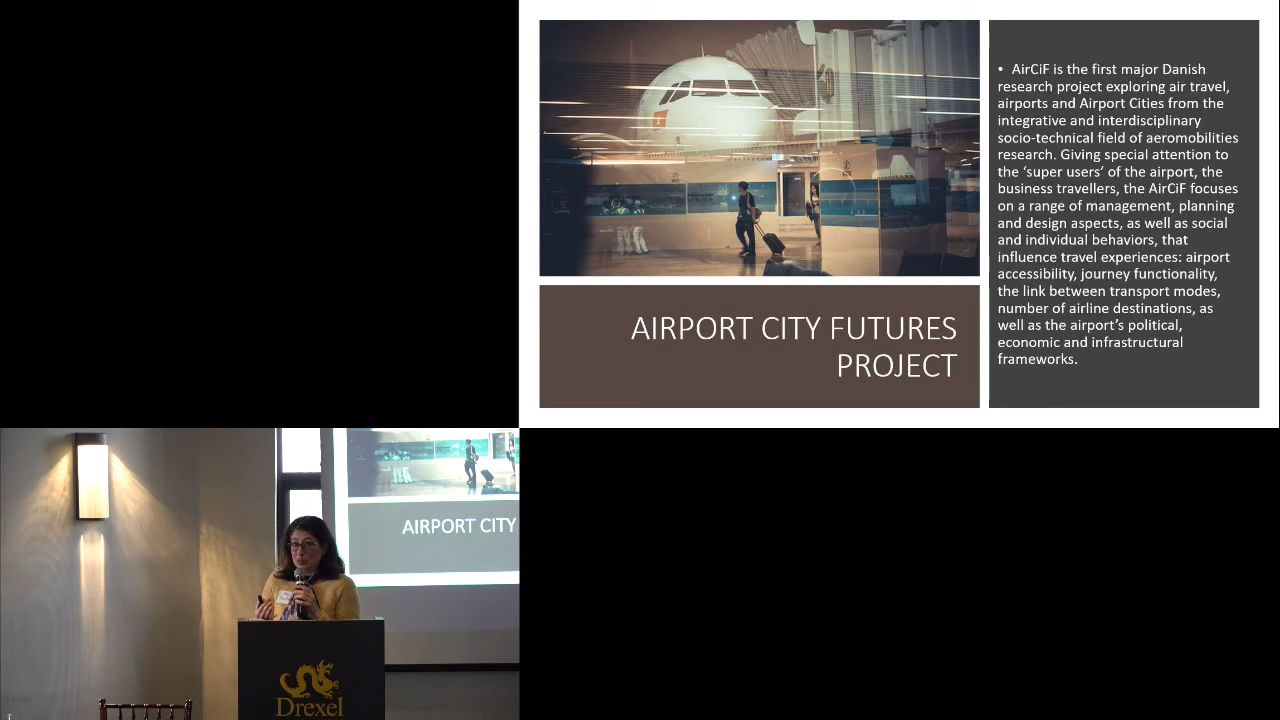 AIRPORT CITY FUTURES
PROJECT
• AirCiF is the first major Danish
research project exploring air travel,
airports and Airport Cities from the
integrative and interdisciplinary
socio-technical field of aeromobilities
research. Giving special attention to
the ‘super users’ of the airport, the
business travellers, the AirCiF focuses
on a range of management, planning
and design aspects, as well as social
and individual behaviors, that
influence travel experiences: airport
accessibility, journey functionality,
the link between transport modes,
number of airline destinations, as
well as the airport’s political,
economic and infrastructural
frameworks.
AIRPORT CITY
Drexel